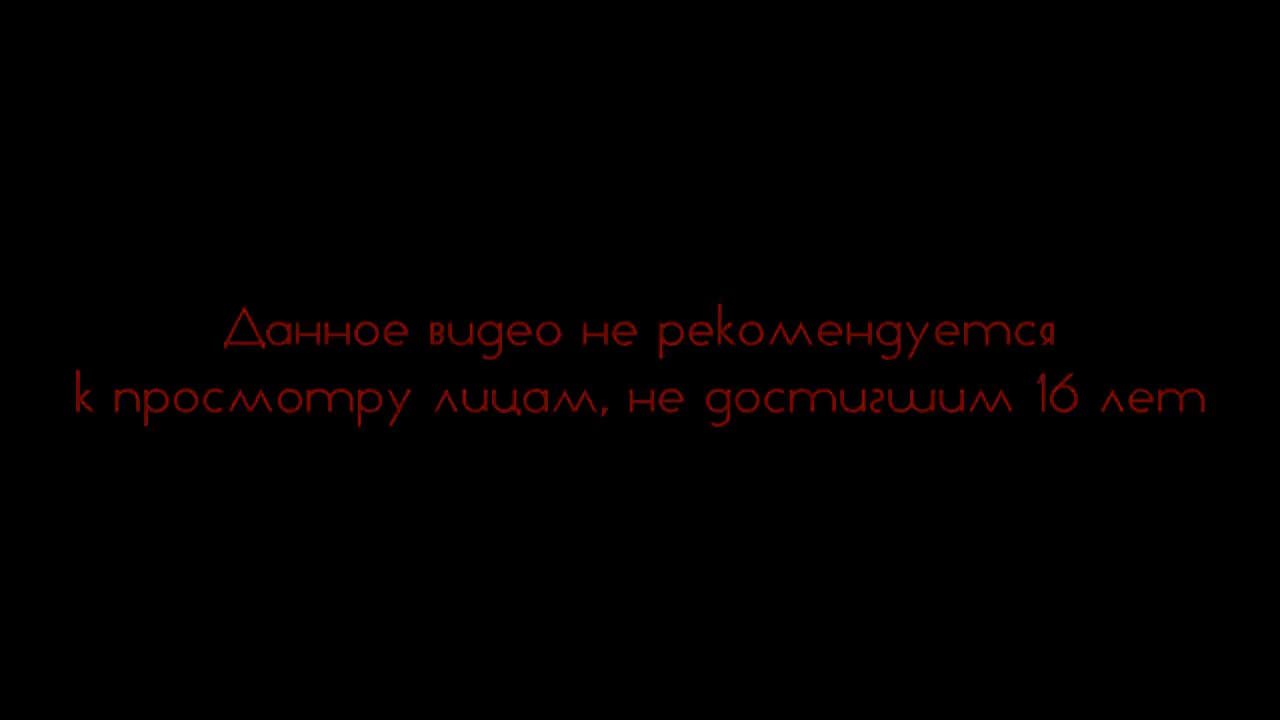 Данное видео не рекомендуется
к просмотру лицам, не достигшим 16 лет